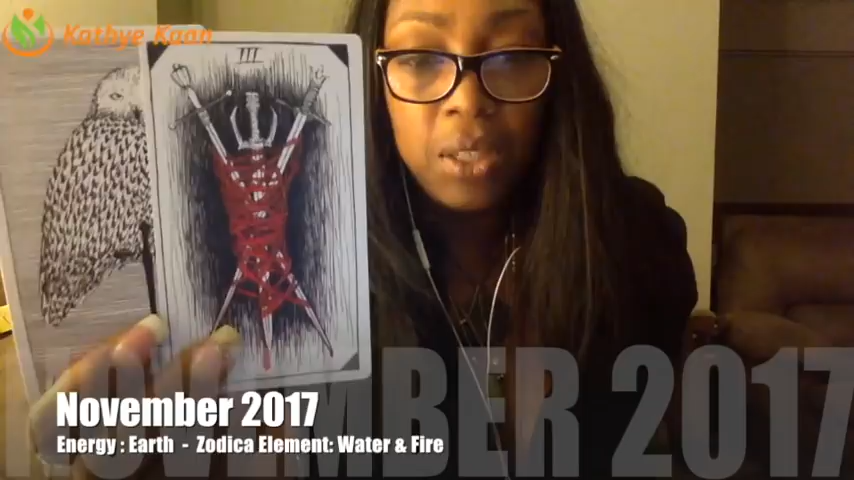 Kathye Kaan
III
November 2017
Energy : Earth - Zodica Element: Water & Fire
NOVEMBER 2017